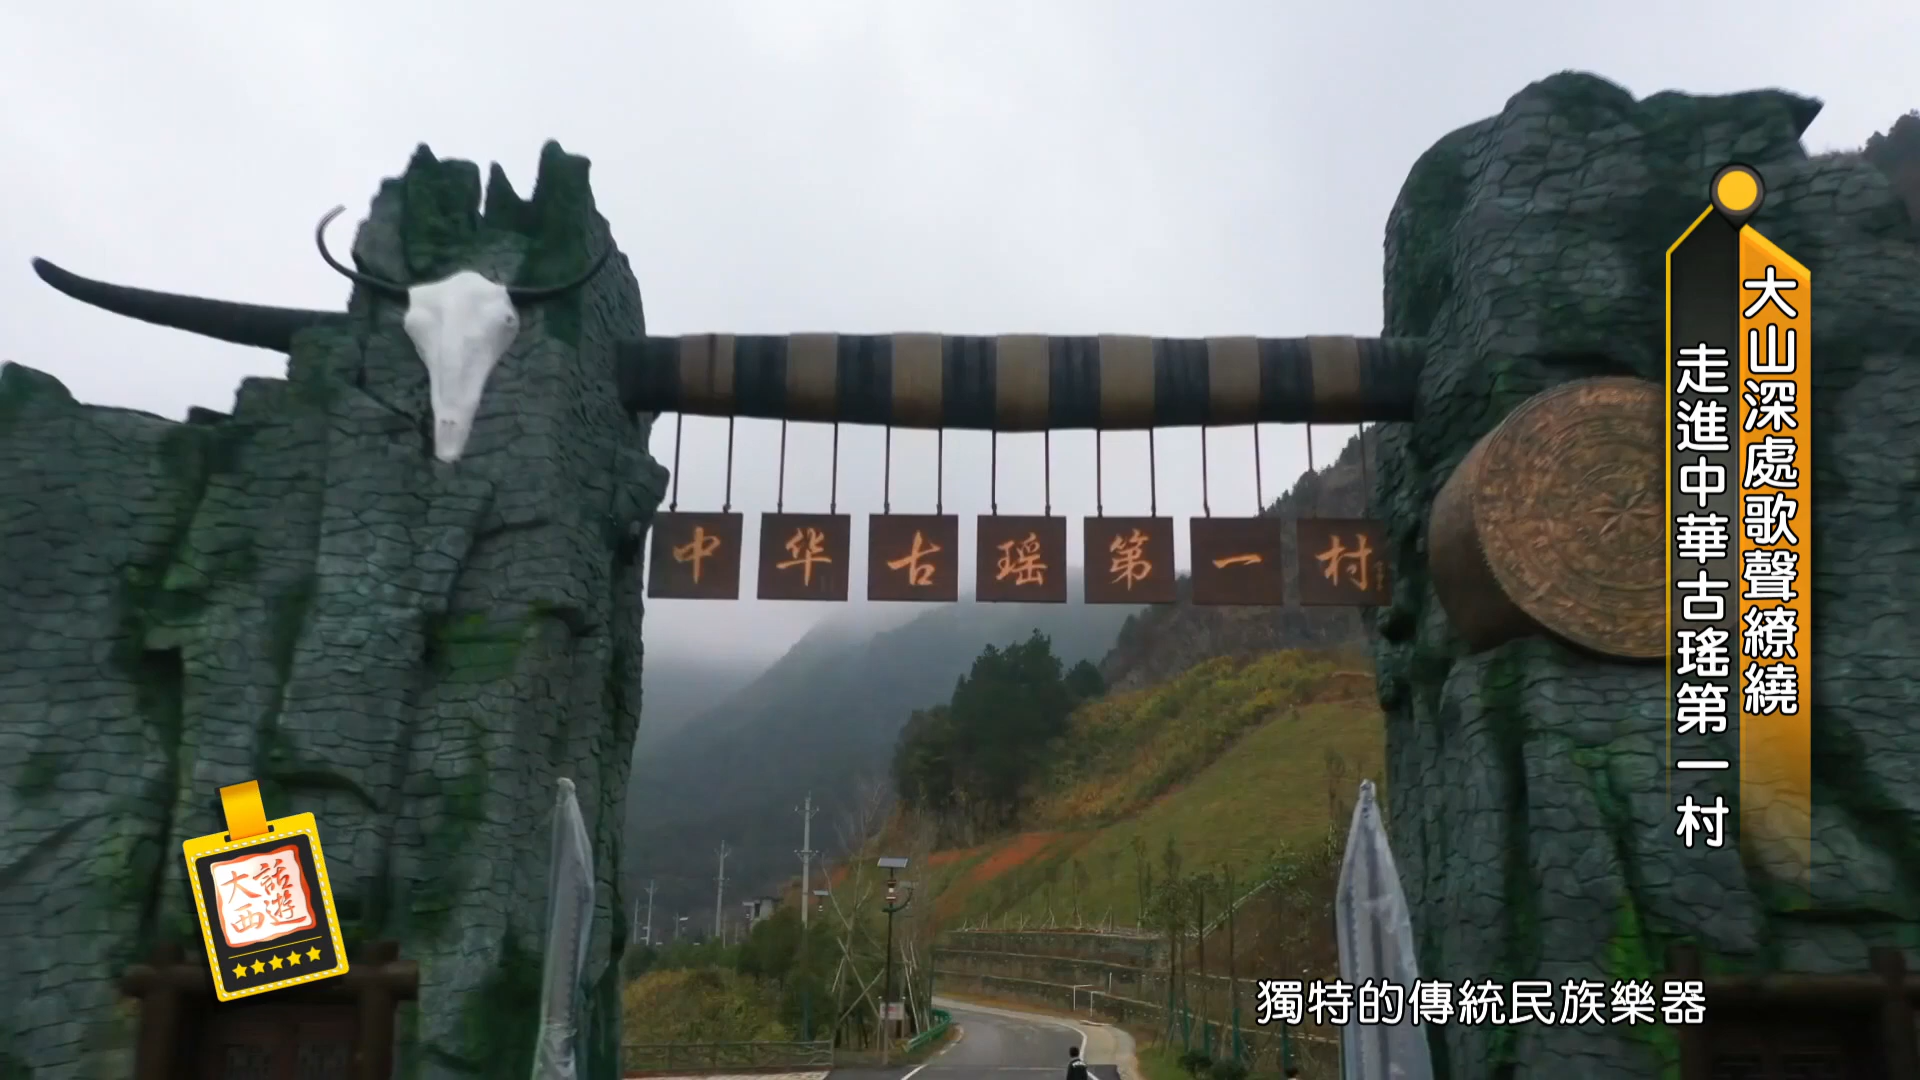 中华古瑶第一村
大山深處歌聲繚繞
走進中華古瑤第一村
大話
西遊
獨特的傳統民族樂器